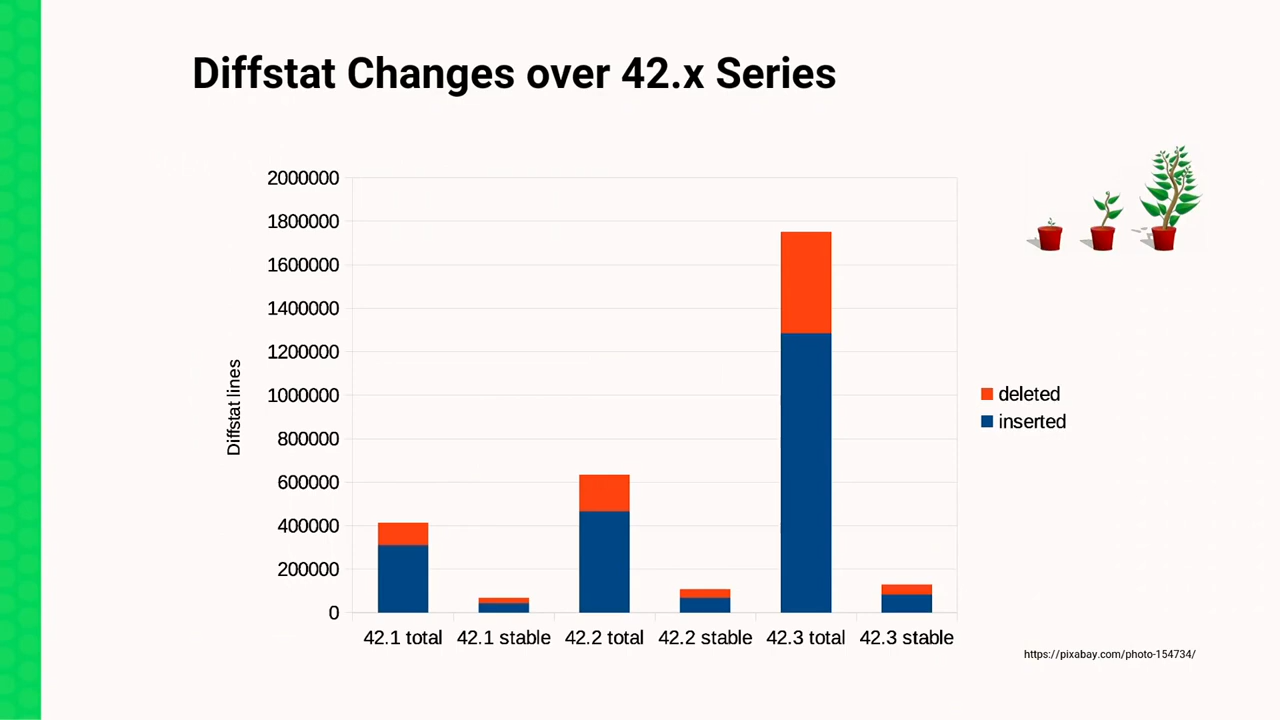 Diffstat Changes over 42.x Series
2000000
1800000
1600000
1400000
1200000
1000000
800000
600000
400000
200000
0
Diffstat lines
42.1 total
42.1 stable
42.2 total
42.2 stable
42.3 total
42.3 stable
deleted
inserted
https://pixabay.com/photo-154734/